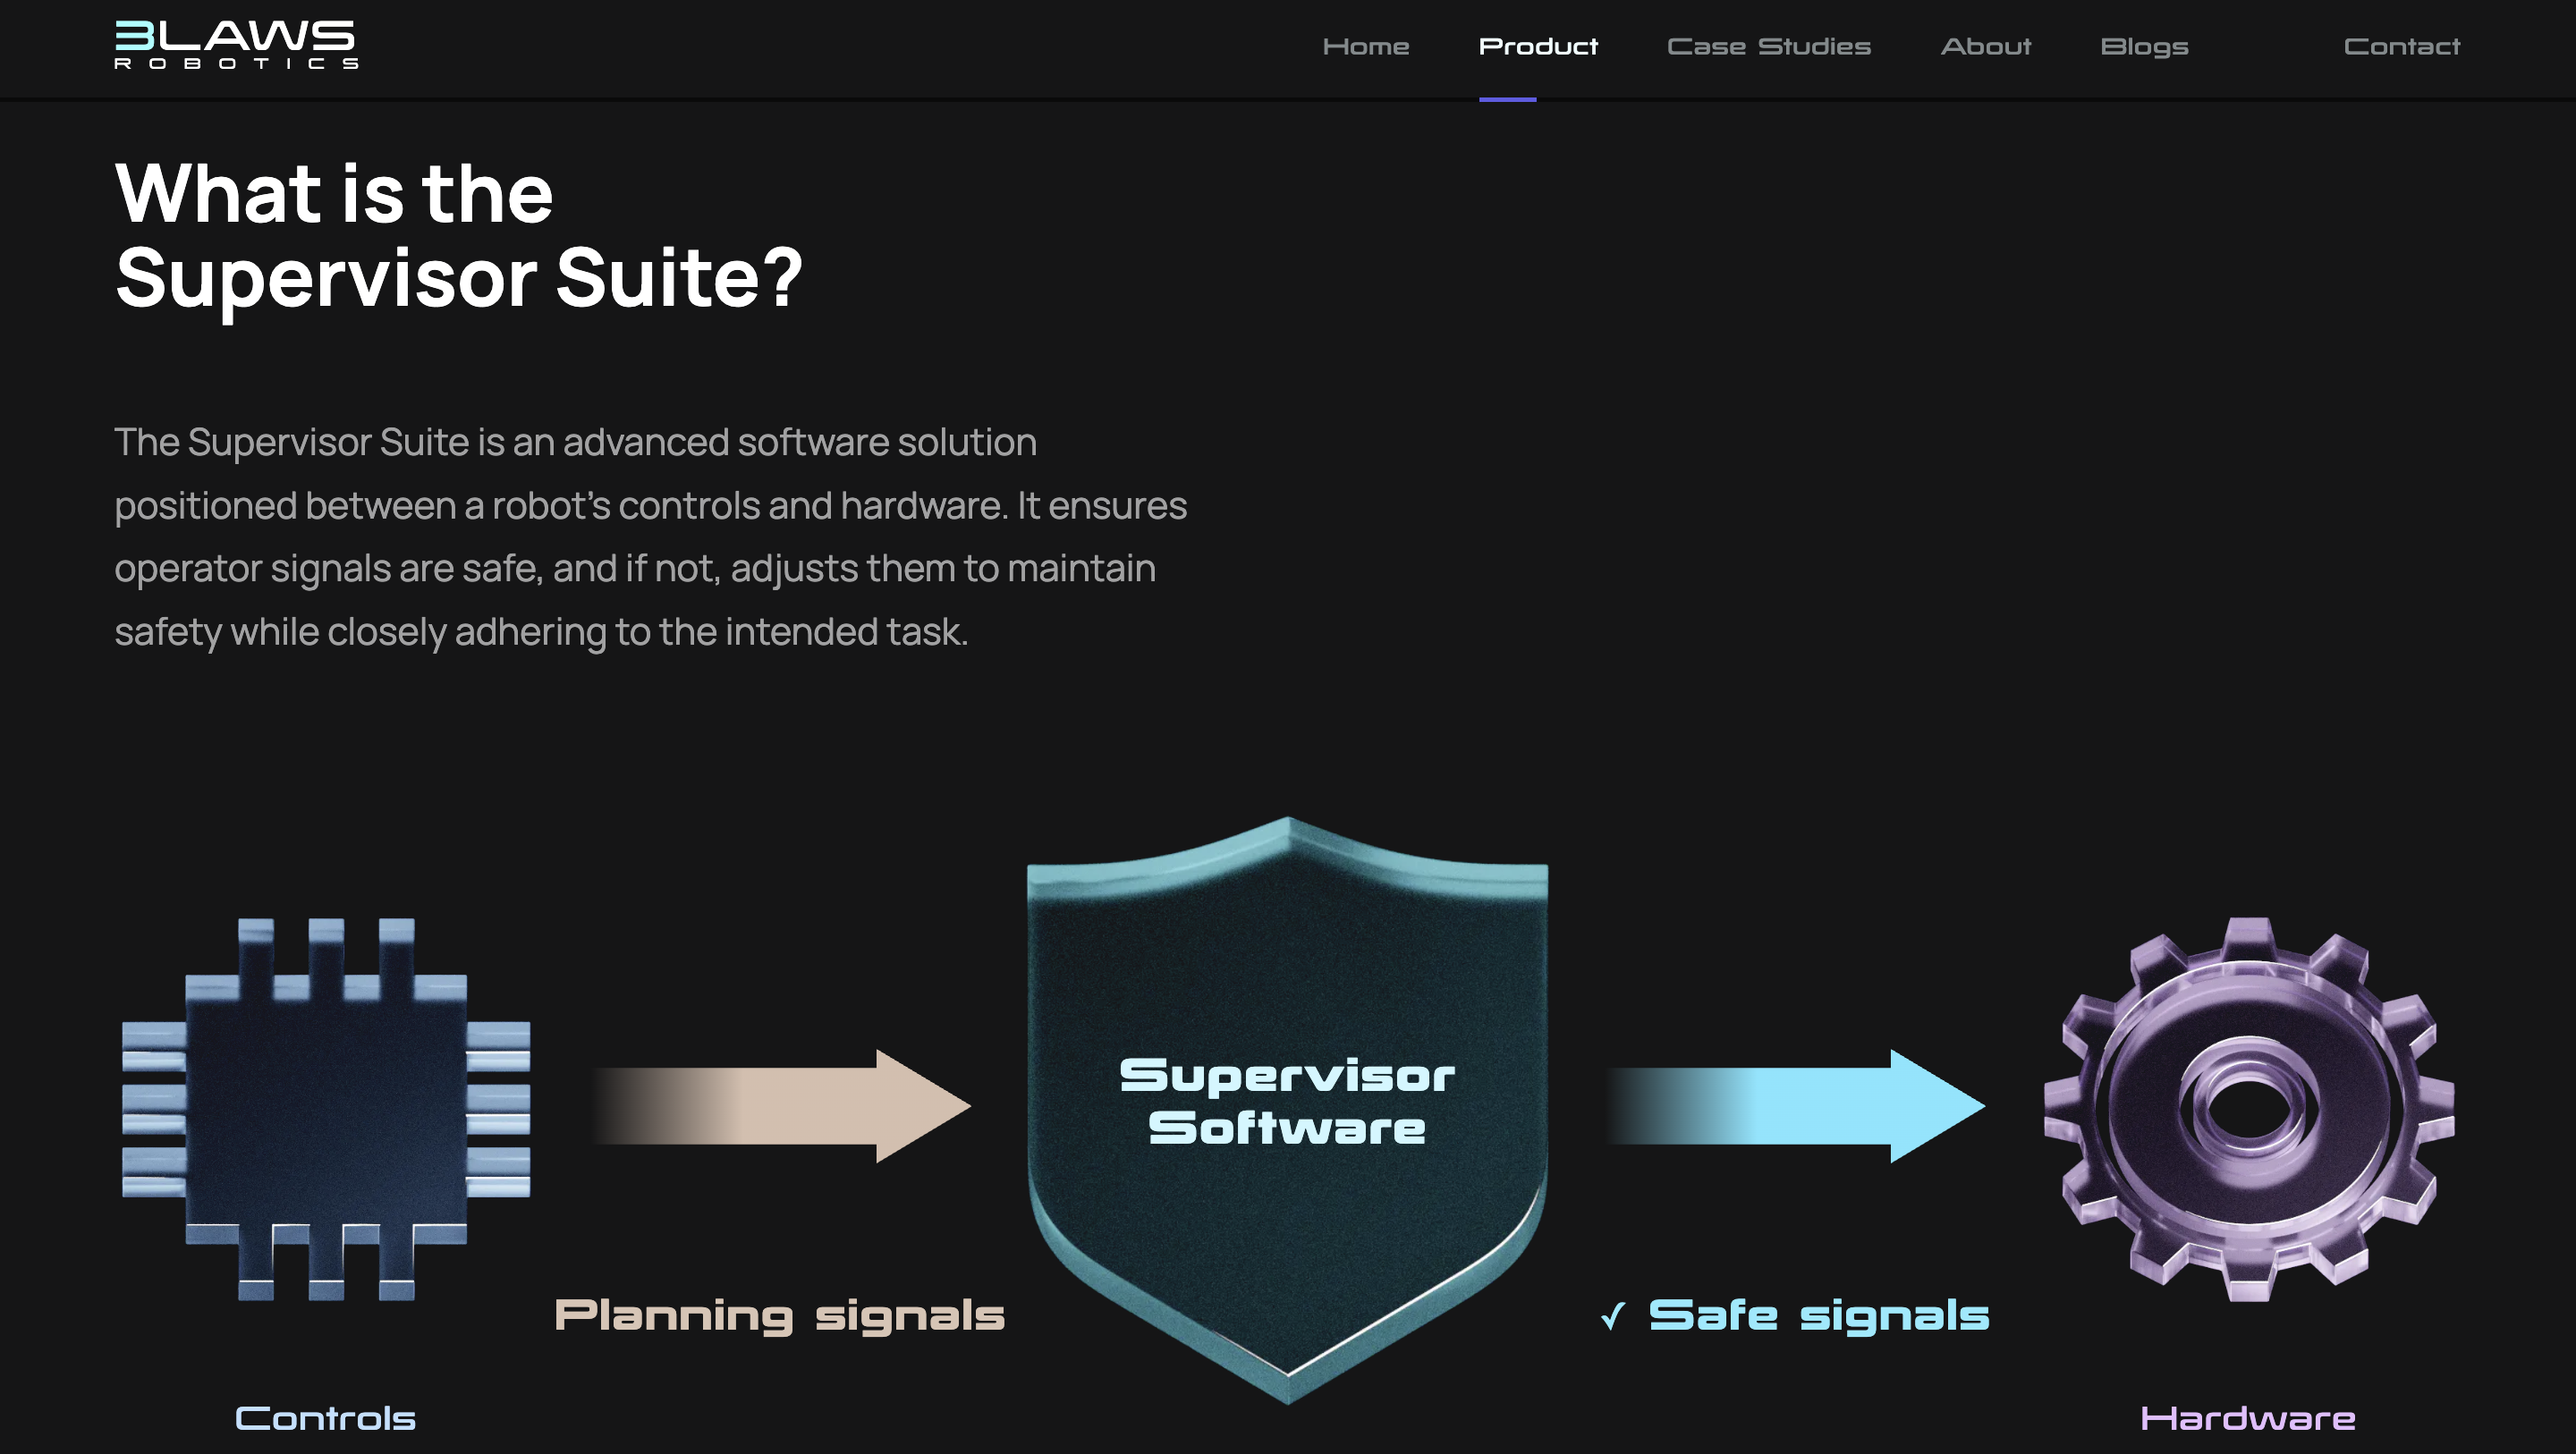 3LAWS
ROBOTICS
Home Product Case Studies About Blogs Contact
What is the
Supervisor Suite?
The Supervisor Suite is an advanced software solution
positioned between a robot’s controls and hardware. It ensures
operator signals are safe, and if not, adjusts them to maintain
safety while closely adhering to the intended task.
Supervisor
Software
Planning signals
✓ Safe signals
Controls
Hardware